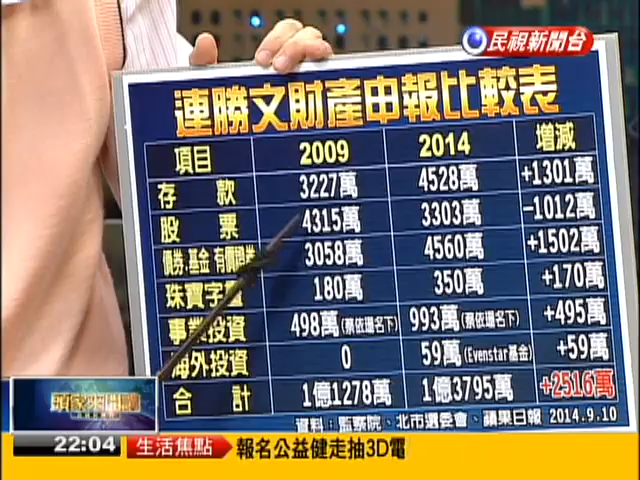 民視新聞台
連勝文財產申報比較表
項目 2009 2014 增減
存款 3227萬 4528萬 +1301萬
股票 4315萬 3303萬 -1012萬
債券.基金 有價證券 3058萬 4560萬 +1502萬
珠寶字畫 180萬 350萬 +170萬
事業投資 498萬(蔡依珊名下) 993萬(蔡依珊名下) +495萬
海外投資 0 59萬(Evenstar基金) +59萬
合計 1億1278萬 1億3795萬 +2516萬
資料：監察院、北市選委會、蘋果日報 2014.9.10
頭家來開講
22:04 生活焦點 報名公益健走抽3D電